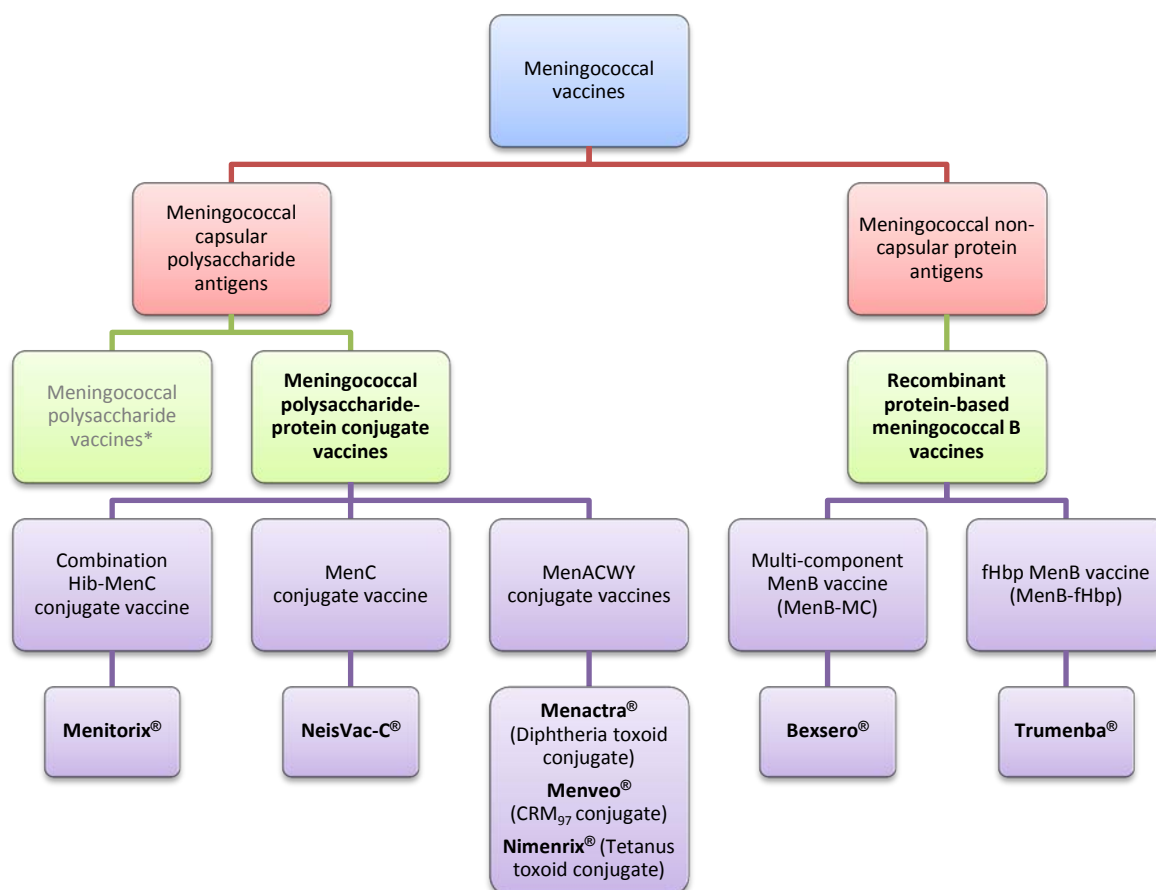 Meningococcal
vaccines
Meningococcal
capsular
polysaccharide
antigens
Meningococcal non-
capsular protein
antigens
Meningococcal
polysaccharide
vaccines*
Meningococcal
polysaccharide-
protein conjugate
vaccines
Recombinant
protein-based
meningococcal B
vaccines
Combination
Hib-MenC
conjugate vaccine
MenC
conjugate vaccine
MenACWY
conjugate vaccines
Multi-component
MenB vaccine
(MenB-MC)
fHbp MenB vaccine
(MenB-fHbp)
Menitorix®
NeisVac-C®
Menactra®
(Diphtheria toxoid
conjugate)
Menveo®
(CRM₉₇ conjugate)
Nimenrix® (Tetanus
toxoid conjugate)
Bexsero®
Trumenba®